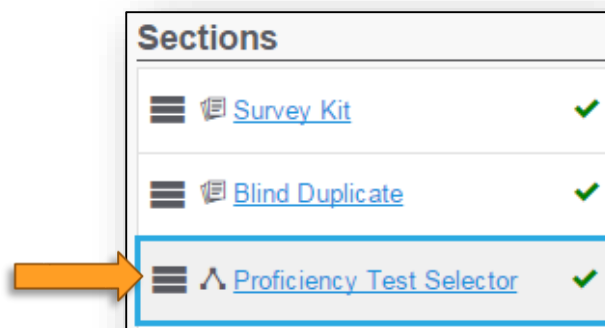 Sections
Survey Kit
Blind Duplicate
Proficiency Test Selector